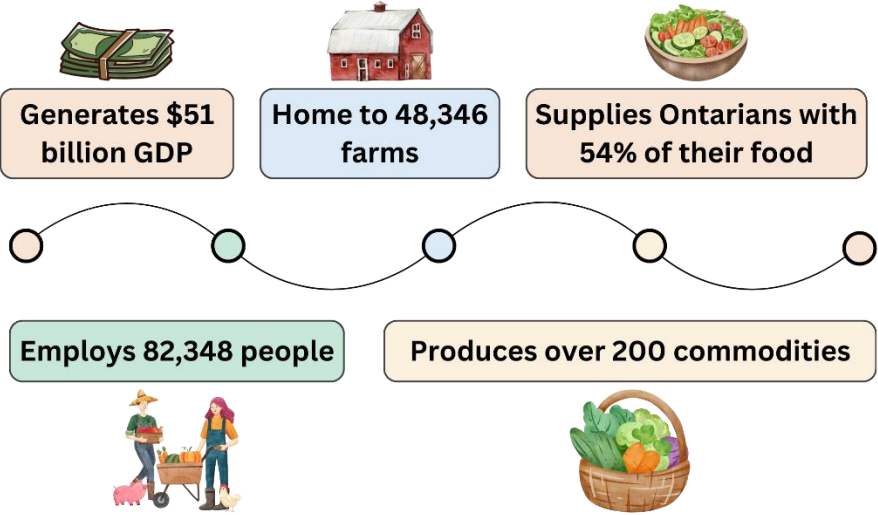 Generates $51
billion GDP
Home to 48,346
farms
Supplies Ontarians with
54% of their food
Employs 82,348 people
Produces over 200 commodities